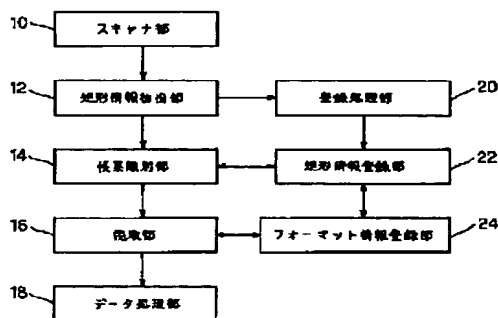 10
スキャナ部
12
矩形情報抽出部
20
登録処理部
14
帳票識別部
22
矩形情報登録部
16
読取部
24
フォーマット情報登録部
18
データ処理部